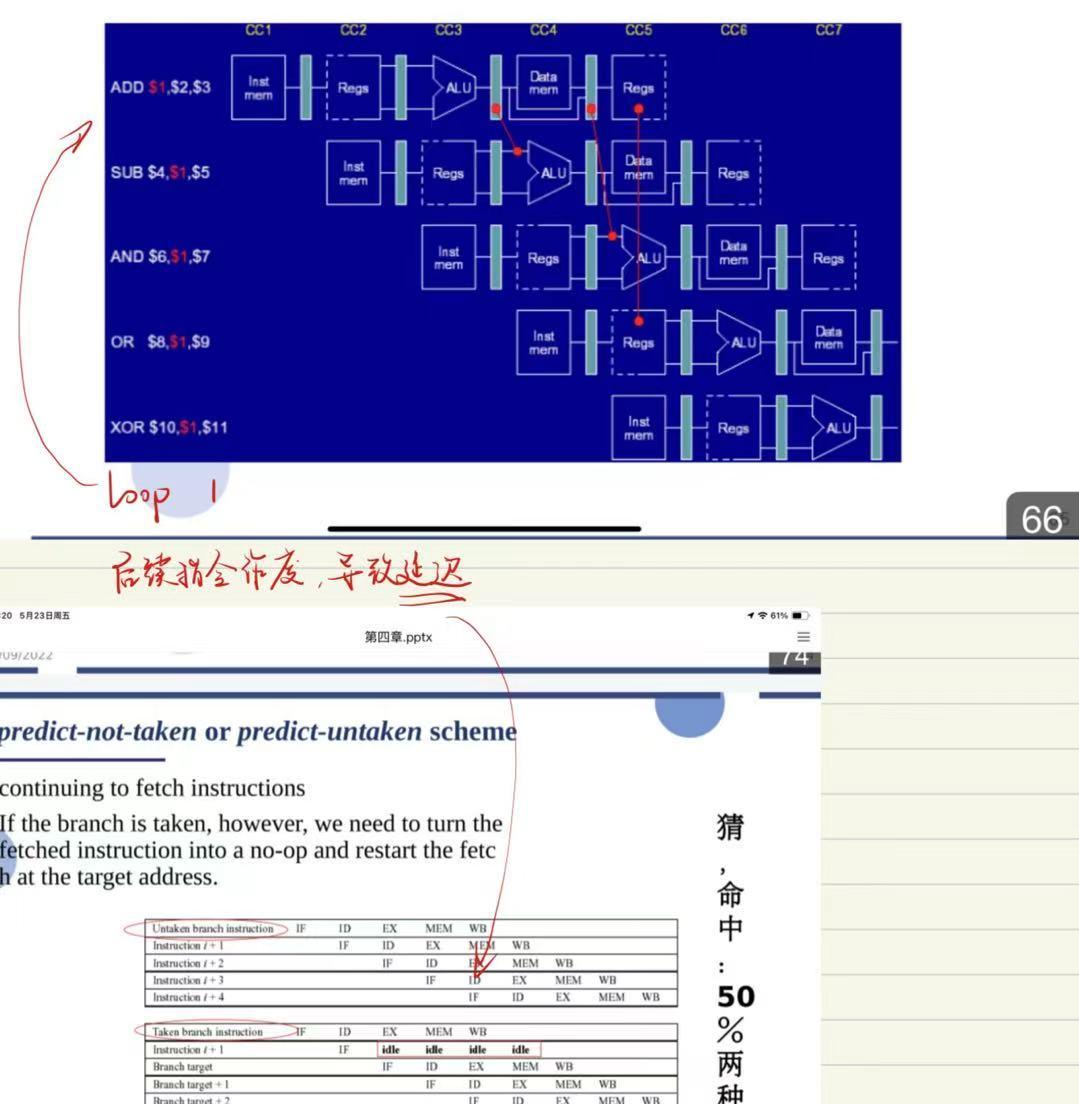 CC1 CC2 CC3 CC4 CC5 CC6 CC7
ADD $1,$2,$3 Inst mem Regs ALU Data mem Regs
SUB $4,$1,$5 Inst mem Regs ALU Data mem Regs
AND $6,$1,$7 Inst mem Regs ALU Data mem Regs
OR $8,$1,$9 Inst mem Regs ALU Data mem
XOR $10,$1,$11 Inst mem Regs ALU
Loop 1
66
后续指令作废,导致延迟
:20 5月23日周五 61%
第四章.pptx
/09/2022
74
predict-not-taken or predict-untaken scheme
continuing to fetch instructions
If the branch is taken, however, we need to turn the
fetched instruction into a no-op and restart the fetc
h at the target address.
Untaken branch instruction IF ID EX MEM WB
Instruction i + 1 IF ID EX MEM WB
Instruction i + 2 IF ID EX MEM WB
Instruction i + 3 IF ID EX MEM WB
Instruction i + 4 IF ID EX MEM WB
Taken branch instruction IF ID EX MEM WB
Instruction i + 1 IF idle idle idle idle
Branch target IF ID EX MEM WB
Branch target + 1 IF ID EX MEM WB
Branch target + 2 IF ID EX MEM WB
猜,命中:50%两种